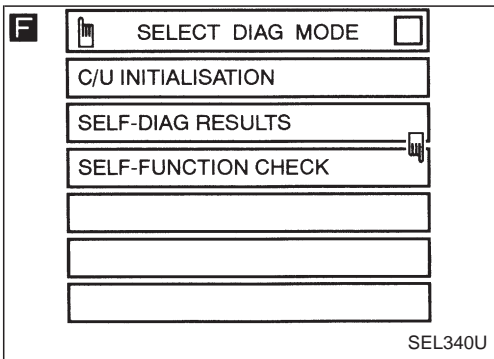 F
SELECT DIAG MODE
C/U INITIALISATION
SELF-DIAG RESULTS
SELF-FUNCTION CHECK
SEL340U